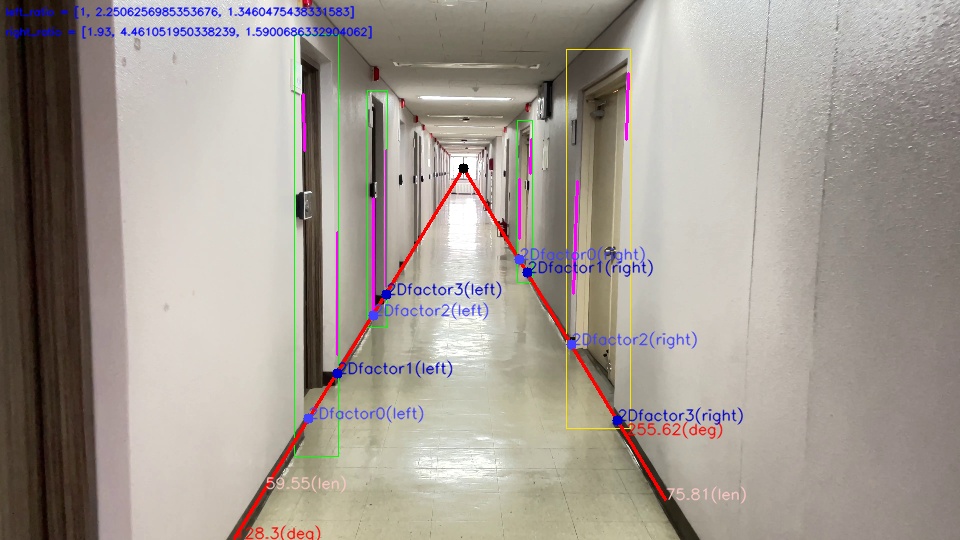 left_ratio = [1, 2.2506256985353676, 1.3460475438331583]
right_ratio = [1.93, 4.461051950338239, 1.5900686332904062]
2Dfactor0(right)
2Dfactor1(right)
2Dfactor3(left)
2Dfactor2(left)
2Dfactor2(right)
2Dfactor1(left)
2Dfactor0(left)
2Dfactor3(right)
255.62(deg)
59.55(len)
75.81(len)
28.3(deg)